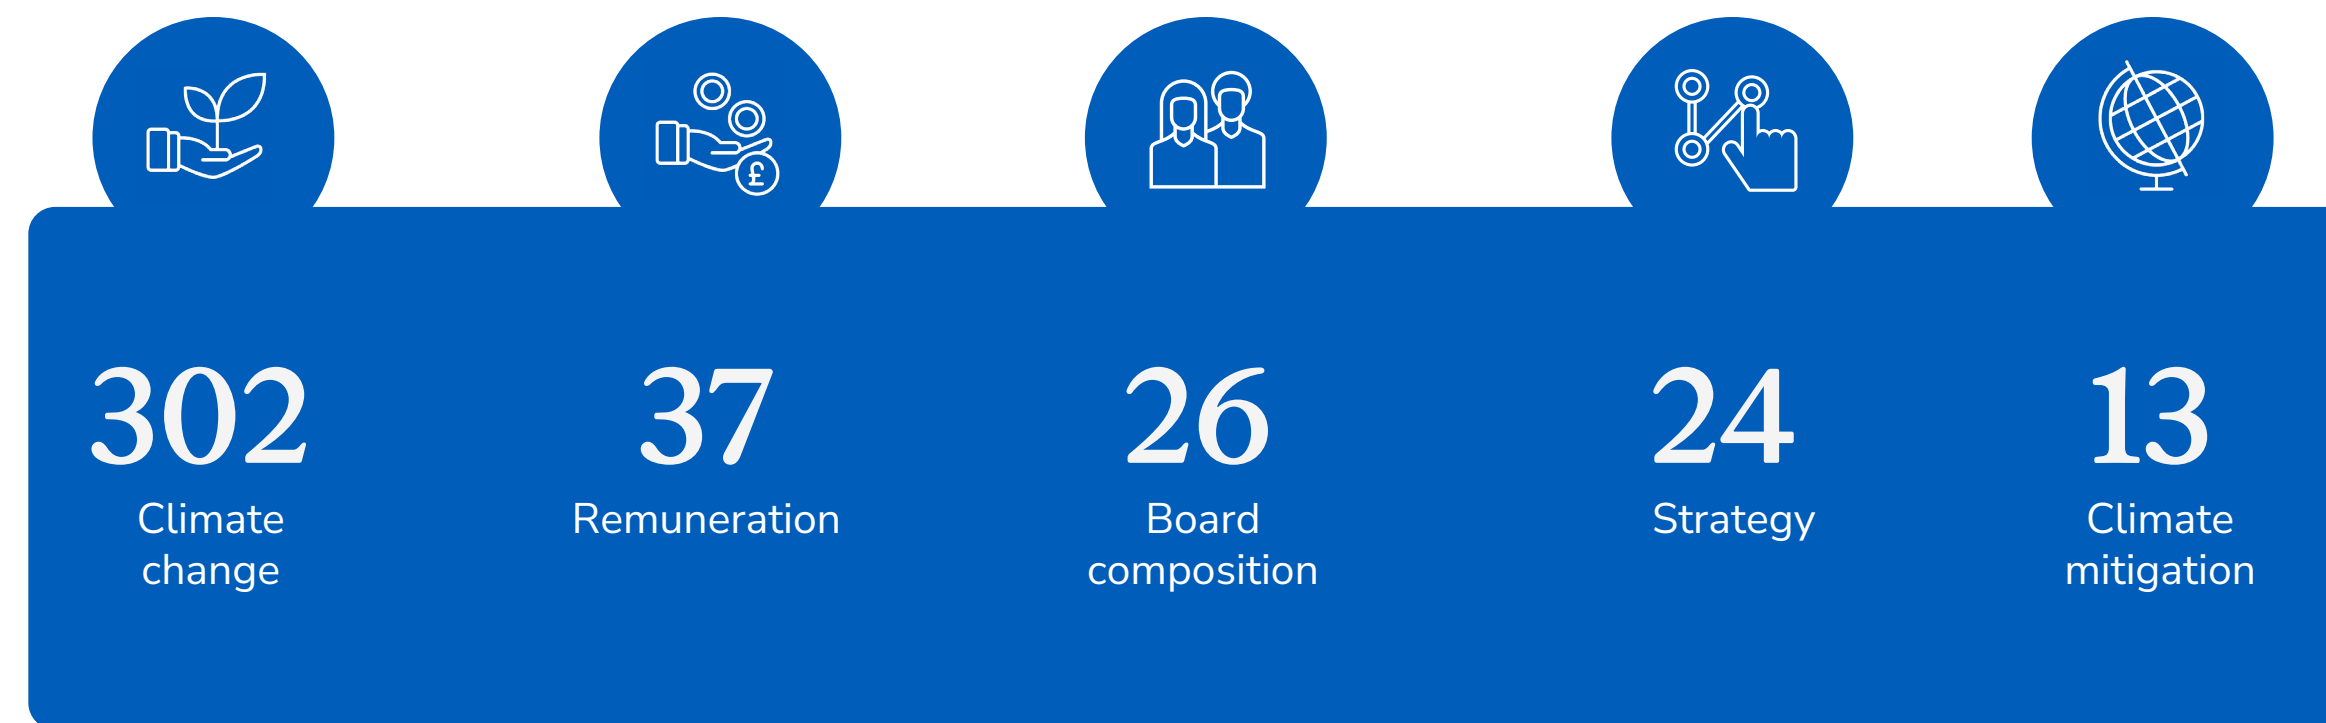 £
302
Climate
change
37
Remuneration
26
Board
composition
24
Strategy
13
Climate
mitigation